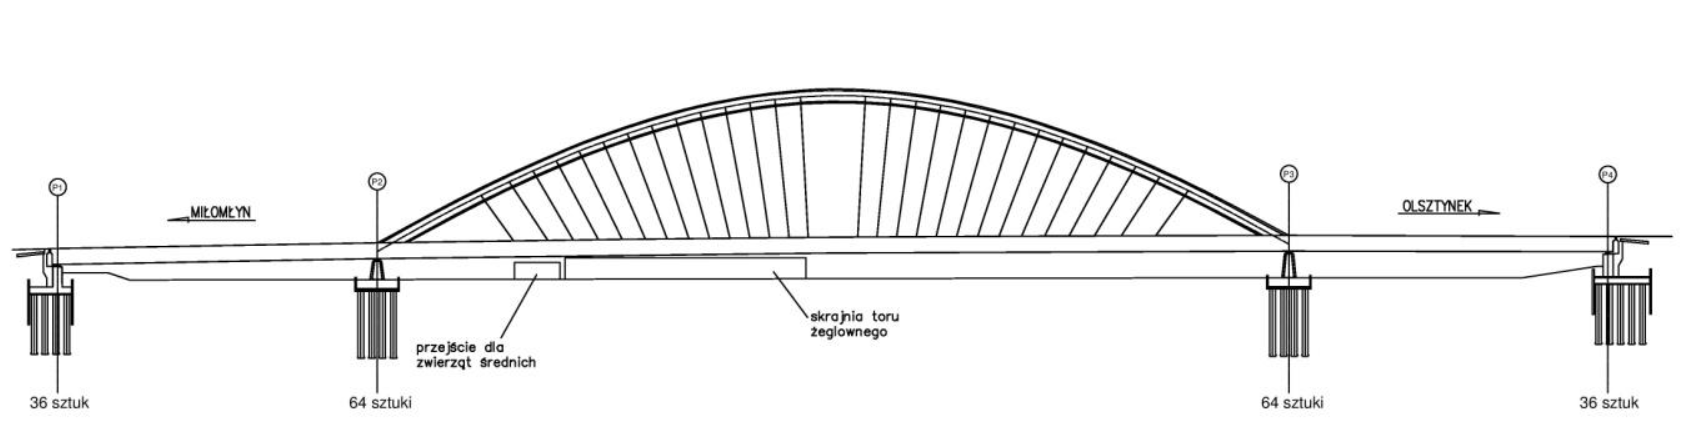 P1
P2
P3
P4
MIŁOMŁYN
OLSZTYNEK
skrajnia toru
żeglownego
przejście dla
zwierząt średnich
36 sztuk
64 sztuki
64 sztuki
36 sztuk